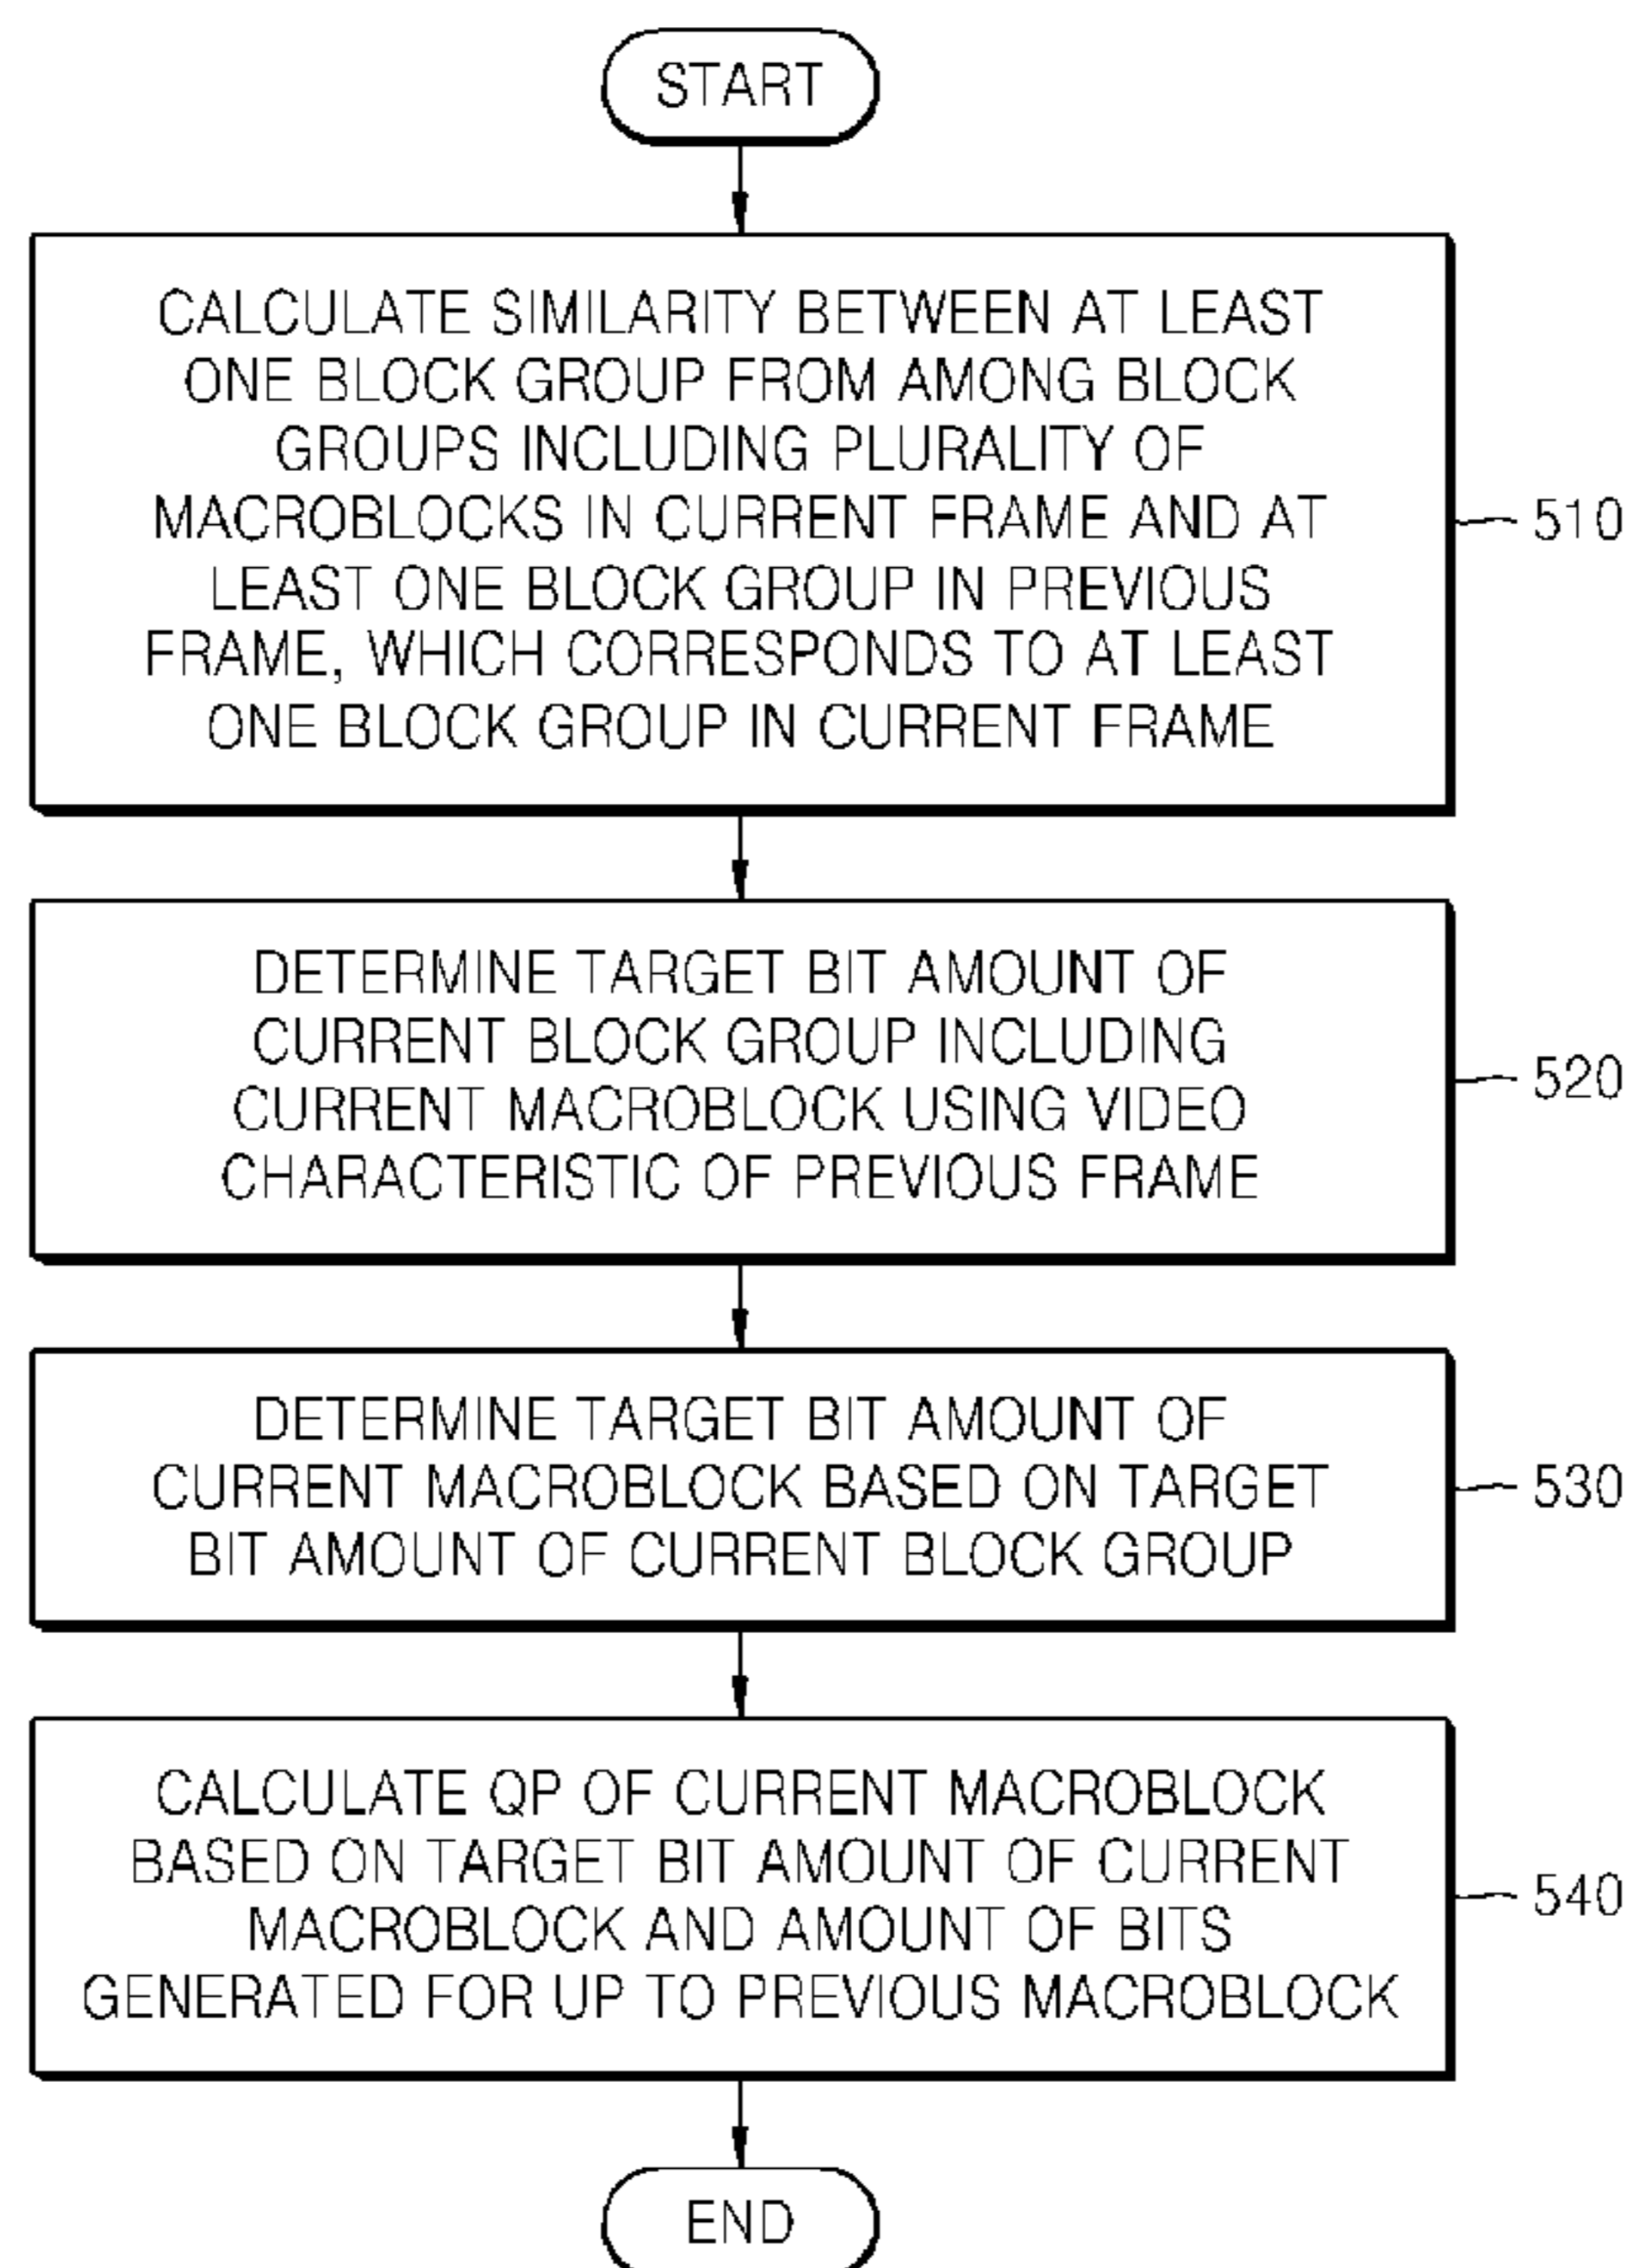 START
CALCULATE SIMILARITY BETWEEN AT LEAST
ONE BLOCK GROUP FROM AMONG BLOCK
GROUPS INCLUDING PLURALITY OF
MACROBLOCKS IN CURRENT FRAME AND AT
LEAST ONE BLOCK GROUP IN PREVIOUS
FRAME, WHICH CORRESPONDS TO AT LEAST
ONE BLOCK GROUP IN CURRENT FRAME
510
DETERMINE TARGET BIT AMOUNT OF
CURRENT BLOCK GROUP INCLUDING
CURRENT MACROBLOCK USING VIDEO
CHARACTERISTIC OF PREVIOUS FRAME
520
DETERMINE TARGET BIT AMOUNT OF
CURRENT MACROBLOCK BASED ON TARGET
BIT AMOUNT OF CURRENT BLOCK GROUP
530
CALCULATE QP OF CURRENT MACROBLOCK
BASED ON TARGET BIT AMOUNT OF CURRENT
MACROBLOCK AND AMOUNT OF BITS
GENERATED FOR UP TO PREVIOUS MACROBLOCK
540
END